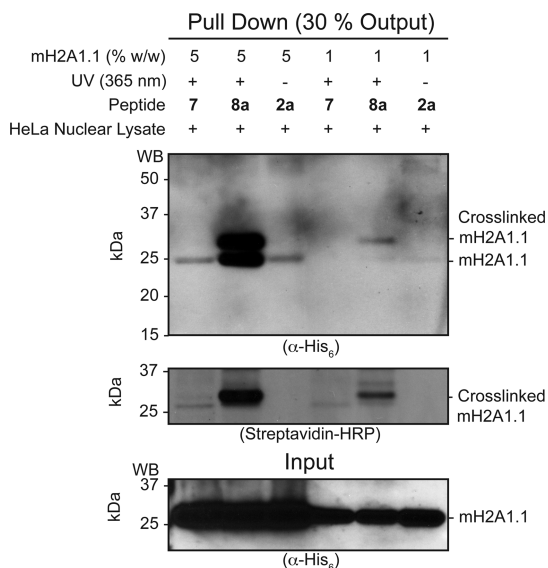 Pull Down (30 % Output)
mH2A1.1 (% w/w) 5 5 5 1 1 1
UV (365 nm) + + - + + -
Peptide 7 8a 2a 7 8a 2a
HeLa Nuclear Lysate + + + + + +
WB
50
37
25
20
15
kDa
Crosslinked
mH2A1.1
mH2A1.1
(α-His6)
37
25
kDa
Crosslinked
mH2A1.1
(Streptavidin-HRP)
Input
WB
37
25
kDa
mH2A1.1
(α-His6)